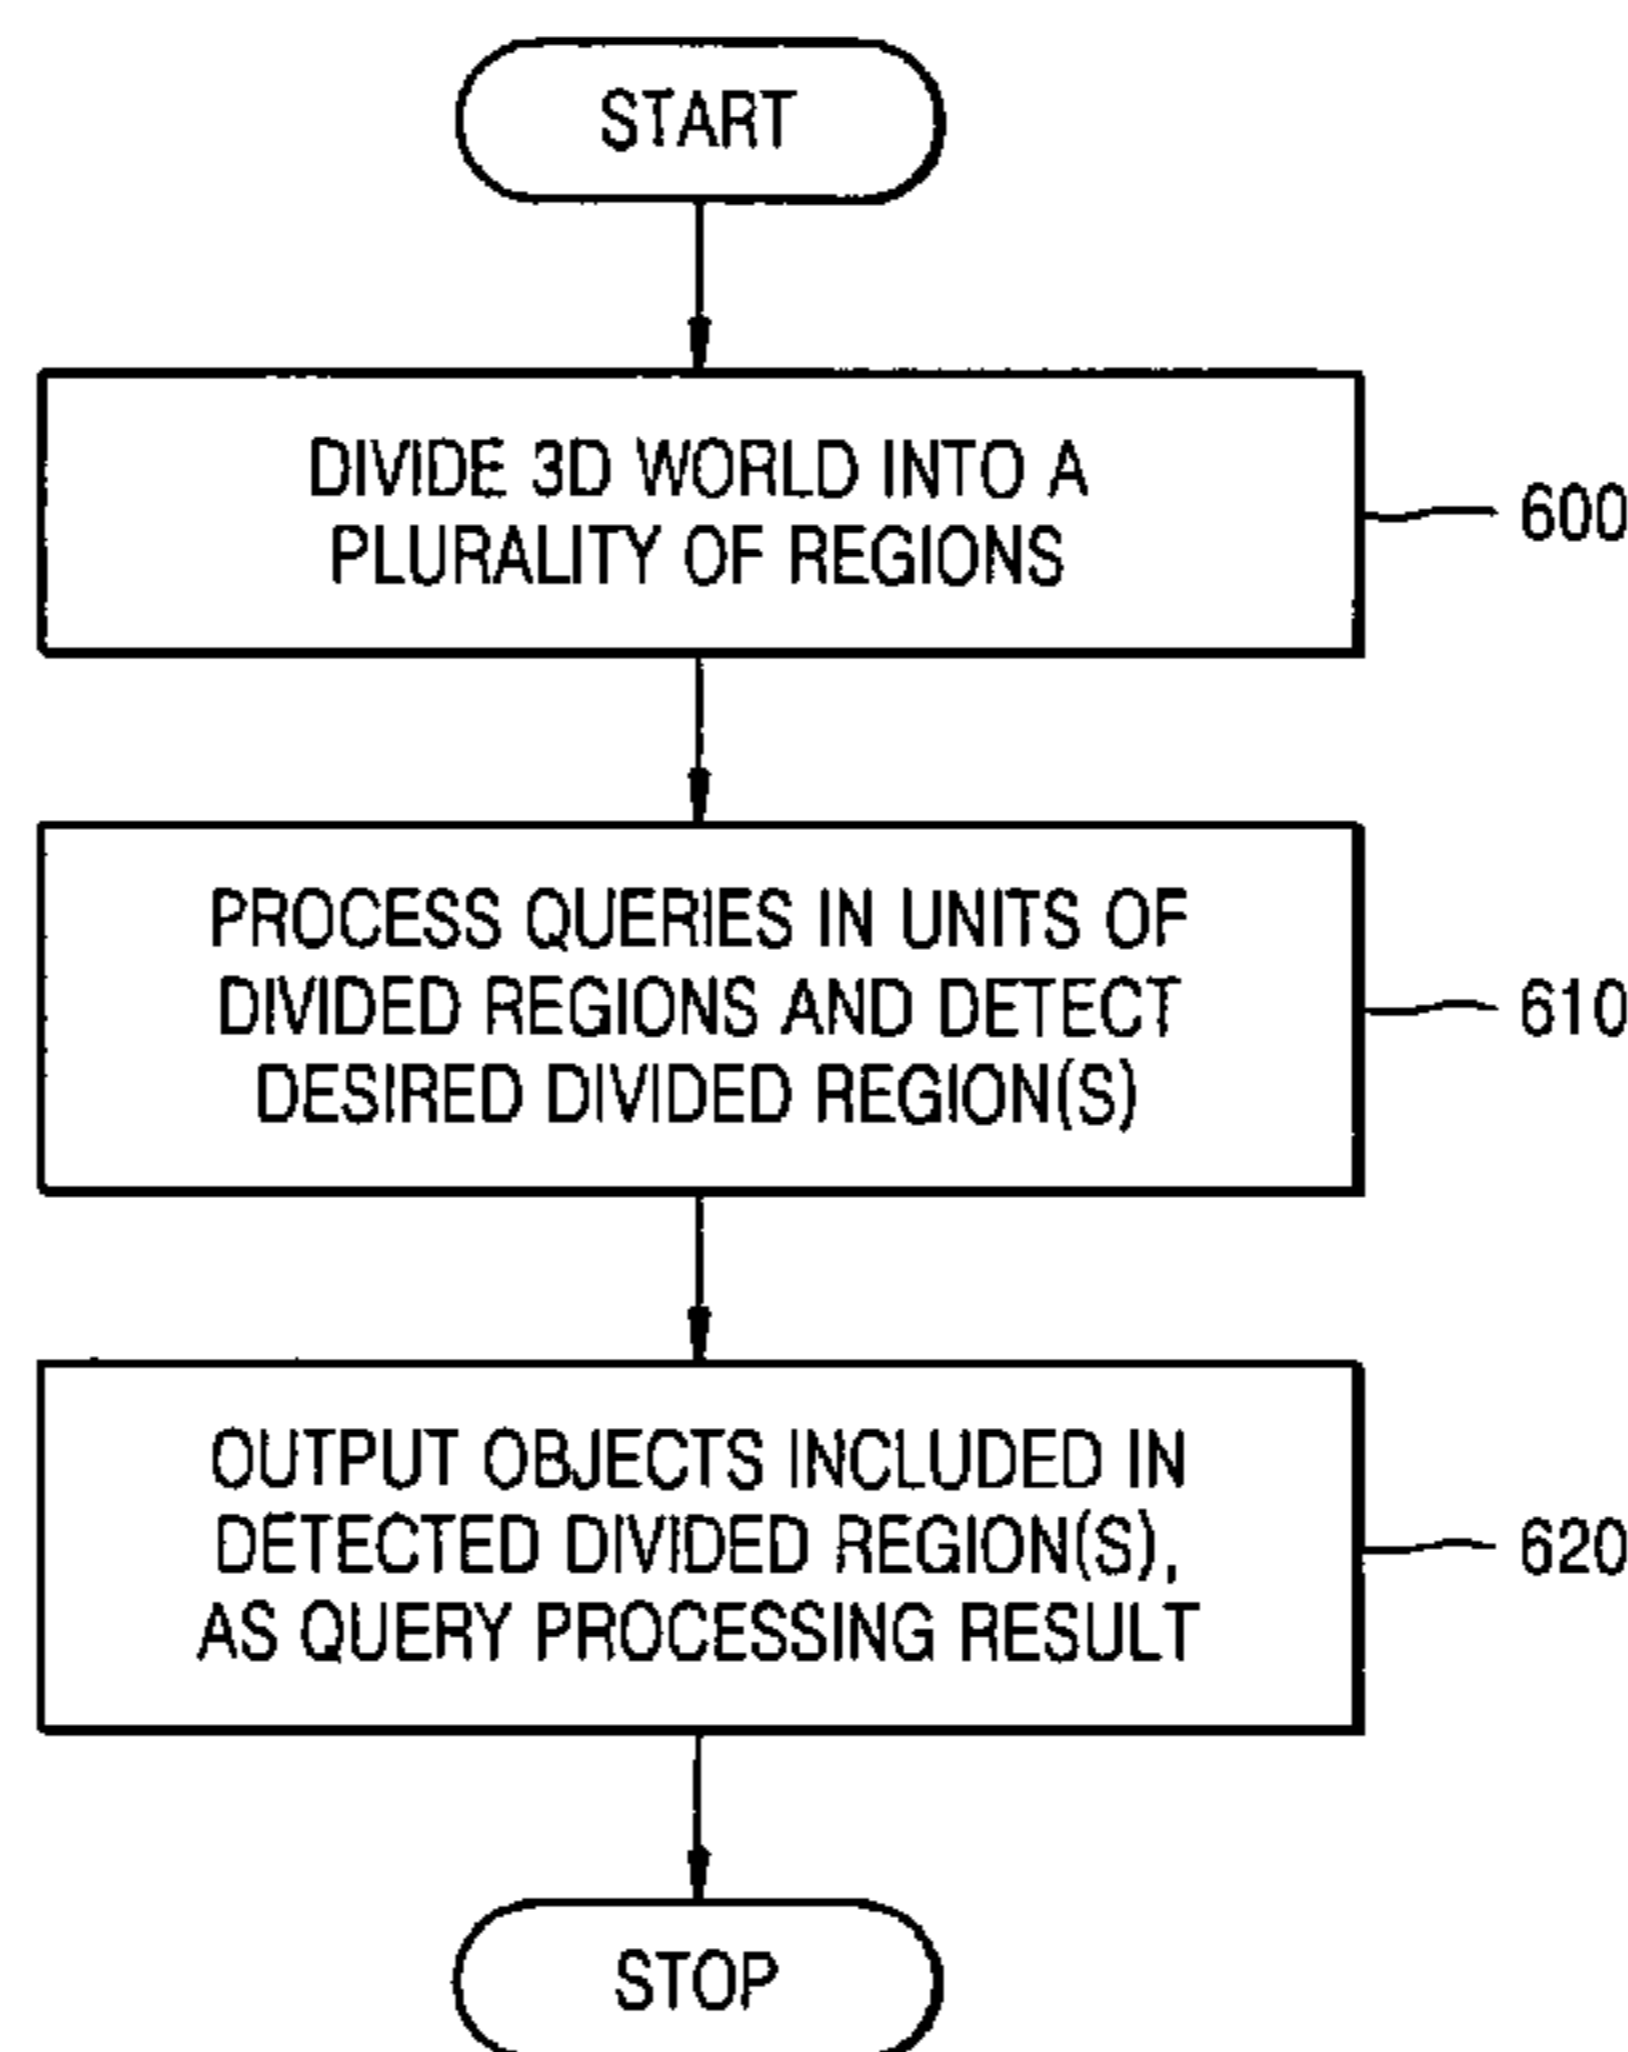 START
DIVIDE 3D WORLD INTO A
PLURALITY OF REGIONS
600
PROCESS QUERIES IN UNITS OF
DIVIDED REGIONS AND DETECT
DESIRED DIVIDED REGION(S)
610
OUTPUT OBJECTS INCLUDED IN
DETECTED DIVIDED REGION(S),
AS QUERY PROCESSING RESULT
620
STOP